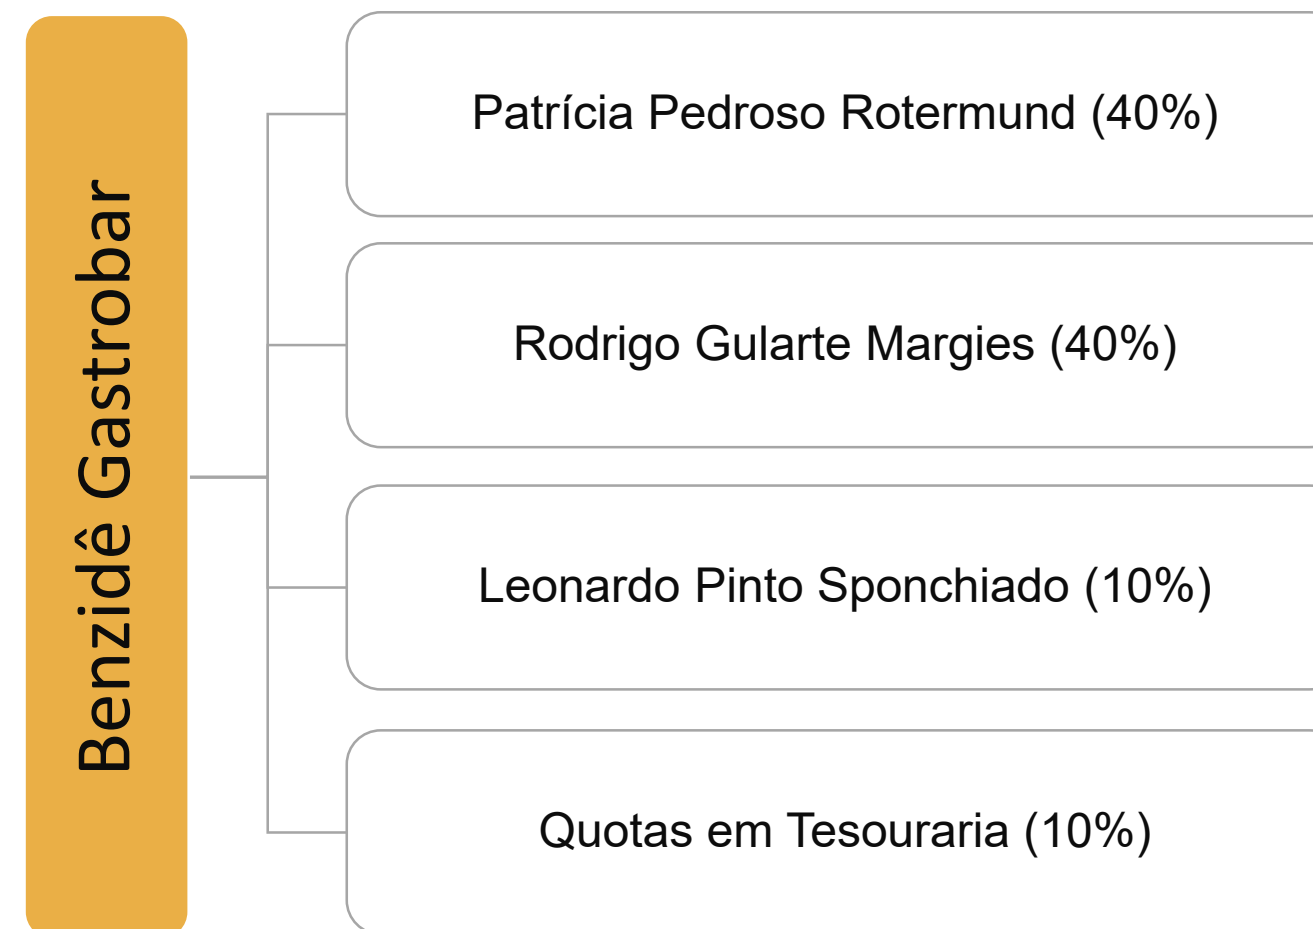 Benzidê Gastrobar
Patrícia Pedroso Rotermund (40%)
Rodrigo Gularte Margies (40%)
Leonardo Pinto Sponchiado (10%)
Quotas em Tesouraria (10%)